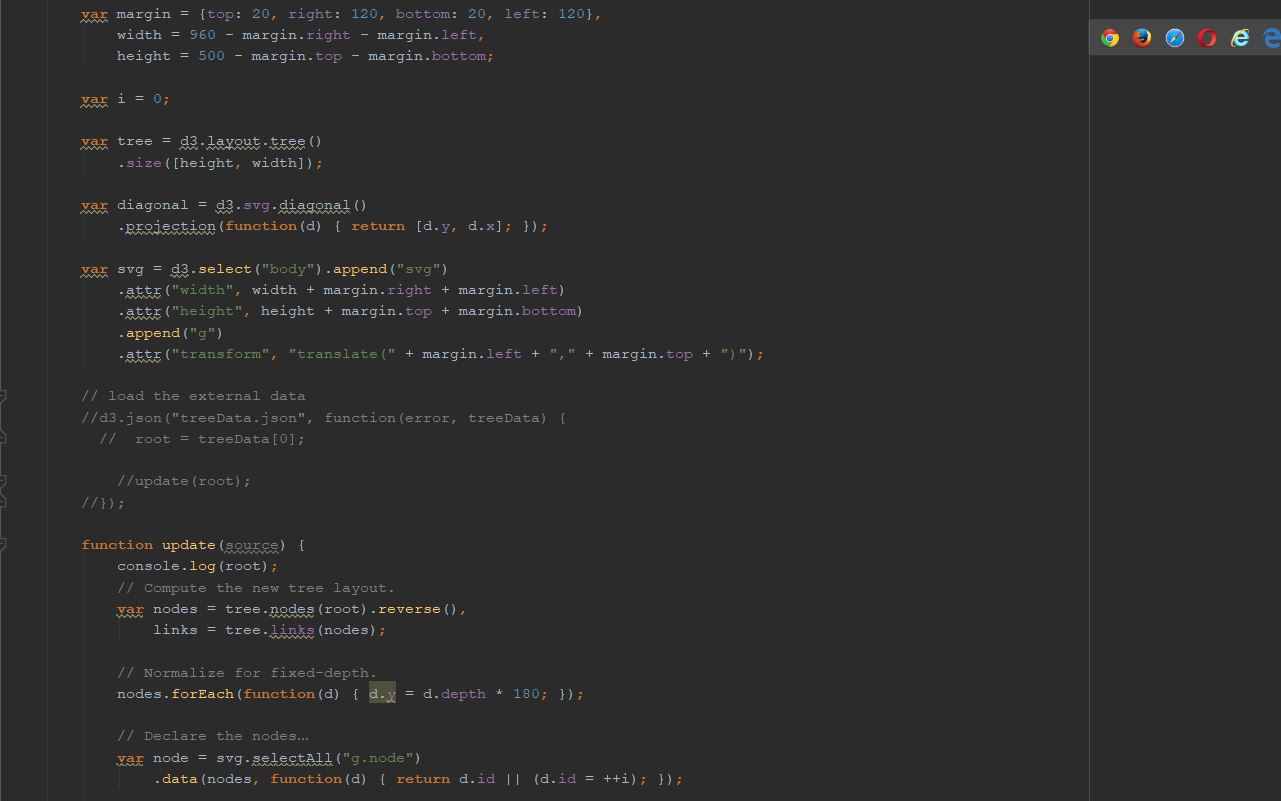 var margin = {top: 20, right: 120, bottom: 20, left: 120},
    width = 960 - margin.right - margin.left,
    height = 500 - margin.top - margin.bottom;

var i = 0;

var tree = d3.layout.tree()
    .size([height, width]);

var diagonal = d3.svg.diagonal()
    .projection(function(d) { return [d.y, d.x]; });

var svg = d3.select("body").append("svg")
    .attr("width", width + margin.right + margin.left)
    .attr("height", height + margin.top + margin.bottom)
    .append("g")
    .attr("transform", "translate(" + margin.left + "," + margin.top + ")");

// load the external data
//d3.json("treeData.json", function(error, treeData) {
  //  root = treeData[0];

    //update(root);
//});

function update(source) {
    console.log(root);
    // Compute the new tree layout.
    var nodes = tree.nodes(root).reverse(),
        links = tree.links(nodes);

    // Normalize for fixed-depth.
    nodes.forEach(function(d) { d.y = d.depth * 180; });

    // Declare the nodes…
    var node = svg.selectAll("g.node")
        .data(nodes, function(d) { return d.id || (d.id = ++i); });